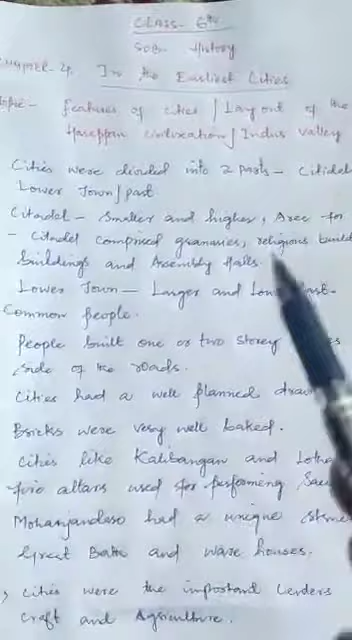 CLASS - 6th
Sub - History
Chapter - 4. In the Earliest Cities
Topic - Features of cities / Layout of the
Harappan civilization / Indus valley
Cities were divided into 2 parts - Citidel
Lower Town / part
Citadel - Smaller and higher, Area for
- Citadel comprised granaries, religious build
buildings and Assembly Halls.
Lower Town - Larger and Low
Common people.
People built one or two storey
side of the roads.
Cities had a well planned
Bricks were very well baked.
Cities like Kalibangan and
fire altars used for performing
Mohanjandaro had a unique
Great Bath and ware houses.
Cities were the important
Craft and Agriculture.